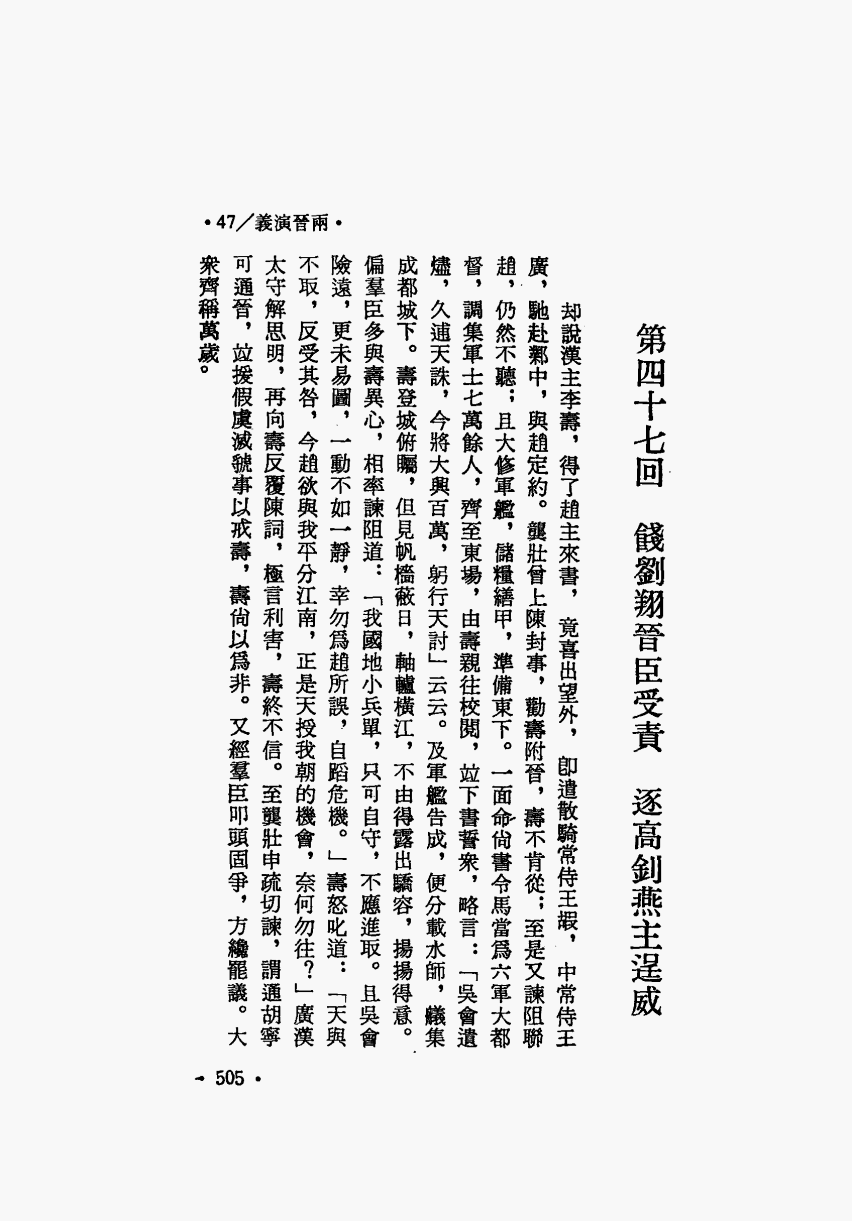 •47／義演晉兩•
第四十七回　餞劉翔晉臣受責　逐高釗燕主逞威
却說漢主李壽，得了趙主來書，竟喜出望外，卽遣散騎常侍王嘏，中常侍王
廣，馳赴鄴中，與趙定約。龔壯曾上陳封事，勸壽附晉，壽不肯從；至是又諫阻聯
趙，仍然不聽；且大修軍艦，儲糧繕甲，準備東下。一面命尙書令馬當爲六軍大都
督，調集軍士七萬餘人，齊至東場，由壽親往校閱，竝下書誓衆，略言：「吳會遺
燼，久逋天誅，今將大興百萬，躬行天討」云云。及軍艦告成，便分載水師，艤集
成都城下。壽登城俯矚，但見帆檣蔽日，軸轤橫江，不由得露出驕容，揚揚得意。
偏羣臣多與壽異心，相率諫阻道：「我國地小兵單，只可自守，不應進取。且吳會
險遠，更未易圖，一動不如一靜，幸勿爲趙所誤，自蹈危機。」壽怒叱道：「天與
不取，反受其咎，今趙欲與我平分江南，正是天授我朝的機會，奈何勿往？」廣漢
太守解思明，再向壽反覆陳詞，極言利害，壽終不信。至龔壯申疏切諫，謂通胡寧
可通晉，竝援假虞滅虢事以戒壽，壽尙以爲非。又經羣臣叩頭固爭，方纔罷議。大
衆齊稱萬歲。
• 505 •